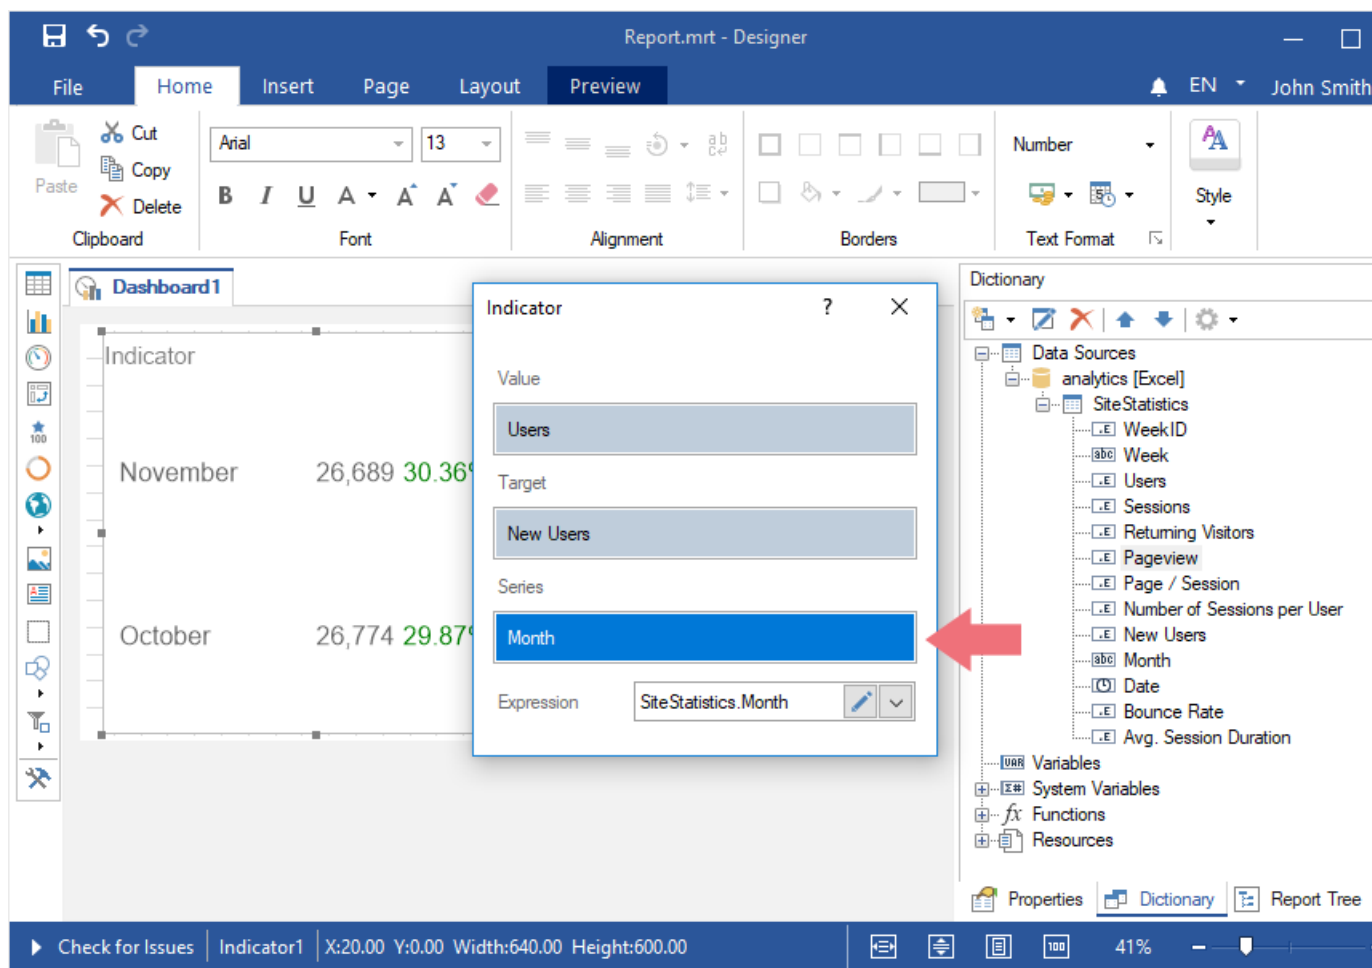 Report.mrt - Designer
File Home Insert Page Layout Preview EN John Smith
Paste Cut Copy Delete
Arial 13
B I U A A A
Number
Style
Clipboard Font Alignment Borders Text Format
Dashboard1
Indicator
November 26,689 30.36%
October 26,774 29.87%
Indicator ? 
Value
Users
Target
New Users
Series
Month
Expression SiteStatistics.Month
Dictionary
Data Sources
analytics [Excel]
SiteStatistics
WeekID
Week
Users
Sessions
Returning Visitors
Pageview
Page / Session
Number of Sessions per User
New Users
Month
Date
Bounce Rate
Avg. Session Duration
Variables
System Variables
Functions
Resources
Properties Dictionary Report Tree
Check for Issues Indicator1 X:20.00 Y:0.00 Width:640.00 Height:600.00 41%